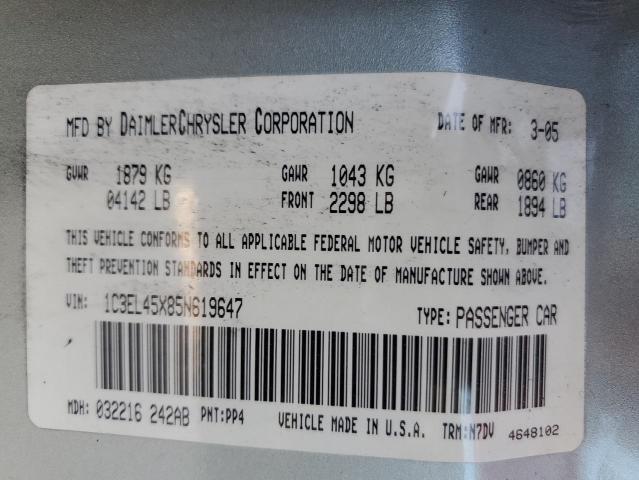 MFD BY DAIMLERCHRYSLER CORPORATION DATE OF MFR: 3-05
GVWR 1879 KG GAWR 1043 KG GAWR 0860 KG
04142 LB FRONT 2298 LB REAR 1894 LB
THIS VEHICLE CONFORMS TO ALL APPLICABLE FEDERAL MOTOR VEHICLE SAFETY, BUMPER AND
THEFT PREVENTION STANDARDS IN EFFECT ON THE DATE OF MANUFACTURE SHOWN ABOVE.
VIN: 1C3EL45X85N619647 TYPE: PASSENGER CAR
MDH: 032216 242AB PNT: PP4 VEHICLE MADE IN U.S.A. TRM: N7DV 4648102